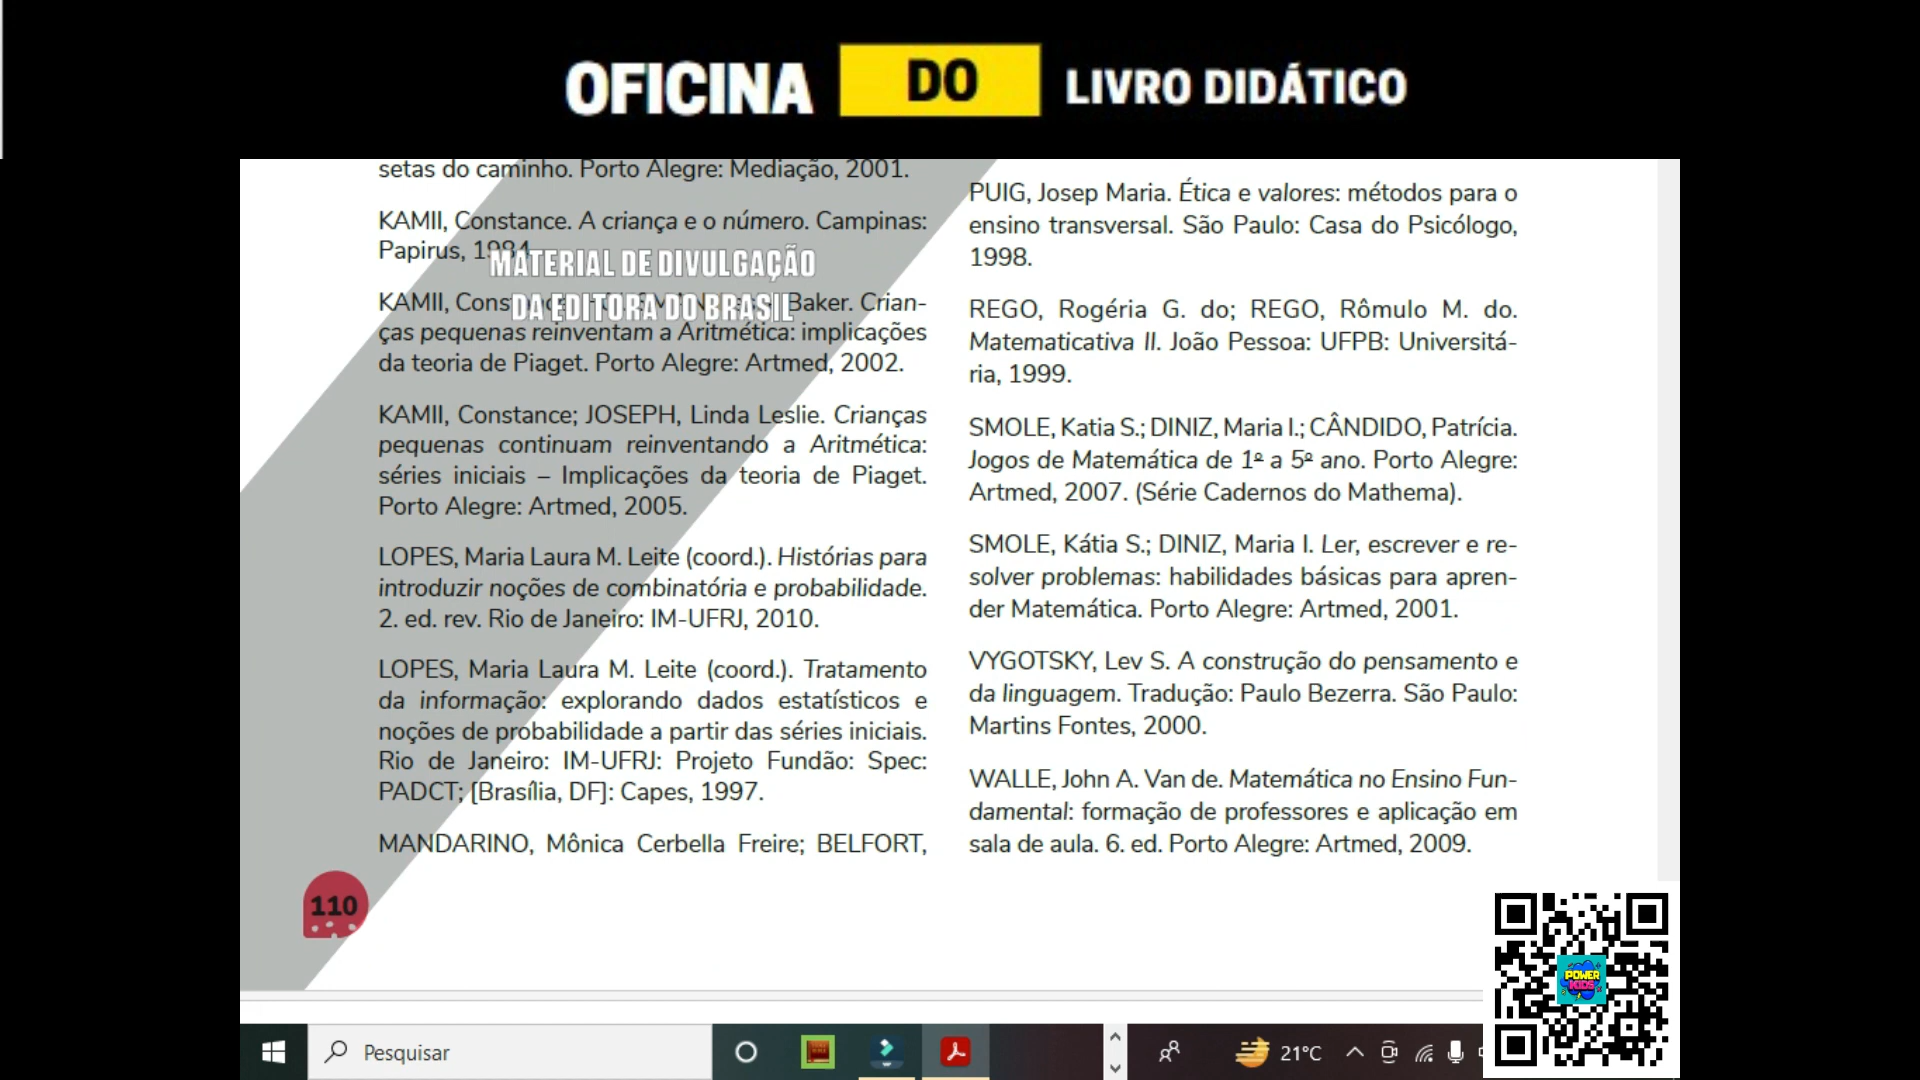 OFICINA DO LIVRO DIDÁTICO
setas do caminho. Porto Alegre: Mediação, 2001.
KAMII, Constance. A criança e o número. Campinas:
Papirus, 1984.
MATERIAL DE DIVULGAÇÃO
DA EDITORA DO BRASIL
KAMII, Baker. Crian-
ças pequenas reinventam a Aritmética: implicações
da teoria de Piaget. Porto Alegre: Artmed, 2002.
KAMII, Constance; JOSEPH, Linda Leslie. Crianças
pequenas continuam reinventando a Aritmética:
séries iniciais – Implicações da teoria de Piaget.
Porto Alegre: Artmed, 2005.
LOPES, Maria Laura M. Leite (coord.). Histórias para
introduzir noções de combinatória e probabilidade.
2. ed. rev. Rio de Janeiro: IM-UFRJ, 2010.
LOPES, Maria Laura M. Leite (coord.). Tratamento
da informação: explorando dados estatísticos e
noções de probabilidade a partir das séries iniciais.
Rio de Janeiro: IM-UFRJ: Projeto Fundão: Spec:
PADCT; [Brasília, DF]: Capes, 1997.
MANDARINO, Mônica Cerbella Freire; BELFORT,
110
PUIG, Josep Maria. Ética e valores: métodos para o
ensino transversal. São Paulo: Casa do Psicólogo,
1998.
REGO, Rogéria G. do; REGO, Rômulo M. do.
Matematicativa II. João Pessoa: UFPB: Universitá-
ria, 1999.
SMOLE, Katia S.; DINIZ, Maria I.; CÂNDIDO, Patrícia.
Jogos de Matemática de 1º a 5º ano. Porto Alegre:
Artmed, 2007. (Série Cadernos do Mathema).
SMOLE, Kátia S.; DINIZ, Maria I. Ler, escrever e re-
solver problemas: habilidades básicas para apren-
der Matemática. Porto Alegre: Artmed, 2001.
VYGOTSKY, Lev S. A construção do pensamento e
da linguagem. Tradução: Paulo Bezerra. São Paulo:
Martins Fontes, 2000.
WALLE, John A. Van de. Matemática no Ensino Fun-
damental: formação de professores e aplicação em
sala de aula. 6. ed. Porto Alegre: Artmed, 2009.
POWER
KIDS
Pesquisar
21°C